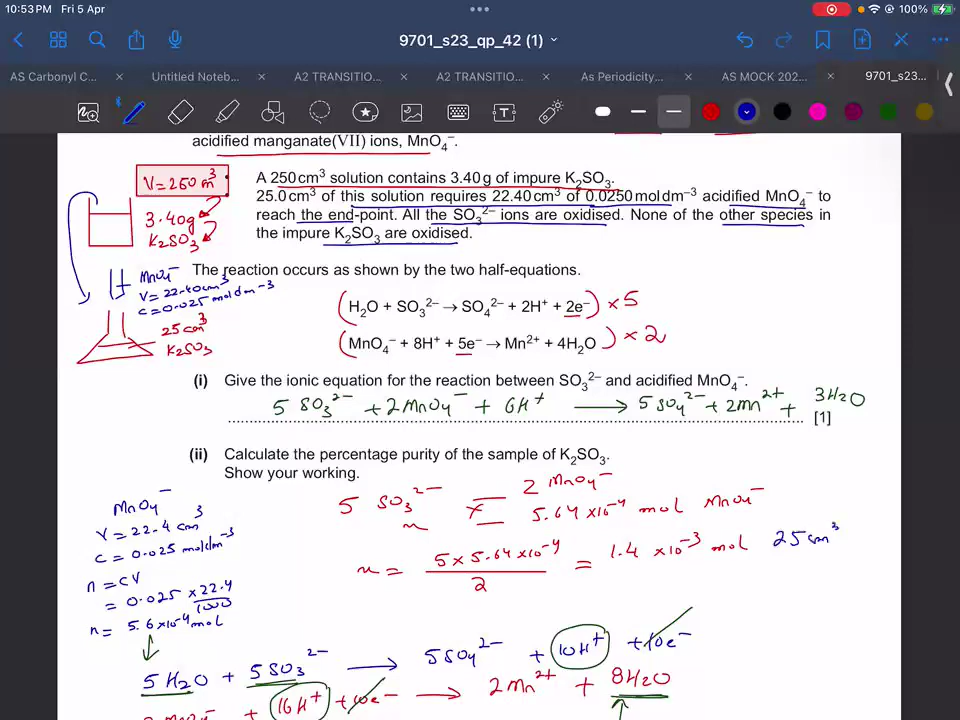 10:53 PM Fri 5 Apr
100%
9701_s23_qp_42 (1)
AS Carbonyl C...
Untitled Noteb...
A2 TRANSITIO...
A2 TRANSITIO...
As Periodicity...
AS MOCK 202...
9701_s23...
acidified manganate(VII) ions, MnO₄⁻.
V = 250 m³
3.40g
K₂SO₃
A 250 cm³ solution contains 3.40 g of impure K₂SO₃.
25.0 cm³ of this solution requires 22.40 cm³ of 0.0250 mol dm⁻³ acidified MnO₄⁻ to
reach the end-point. All the SO₃²⁻ ions are oxidised. None of the other species in
the impure K₂SO₃ are oxidised.
MnO₄⁻
V = 22.40cm³
C = 0.025 moldm⁻³
25 cm³
K₂SO₃
The reaction occurs as shown by the two half-equations.
(H₂O + SO₃²⁻ → SO₄²⁻ + 2H⁺ + 2e⁻) × 5
(MnO₄⁻ + 8H⁺ + 5e⁻ → Mn²⁺ + 4H₂O) × 2
(i) Give the ionic equation for the reaction between SO₃²⁻ and acidified MnO₄⁻.
5 SO₃²⁻ + 2MnO₄⁻ + 6H⁺ ⟶ 5SO₄²⁻ + 2Mn²⁺ + 3H₂O
[1]
(ii) Calculate the percentage purity of the sample of K₂SO₃.
Show your working.
MnO₄⁻
V = 22.4 cm³
C = 0.025 moldm⁻³
n = CV
= 0.025 × 22.4/1000
n = 5.6 × 10⁻⁴ mol
5 SO₃²⁻ 2 MnO₄⁻
n 5.64 × 10⁻⁴ mol MnO₄⁻
n = 5 × 5.64 × 10⁻⁴ / 2 = 1.4 × 10⁻³ mol 25 cm³
5 H₂O + 5 SO₃²⁻ ⟶ 5SO₄²⁻ + 10H⁺ + 10e⁻
+ 16H⁺ + 10e⁻ ⟶ 2Mn²⁺ + 8H₂O